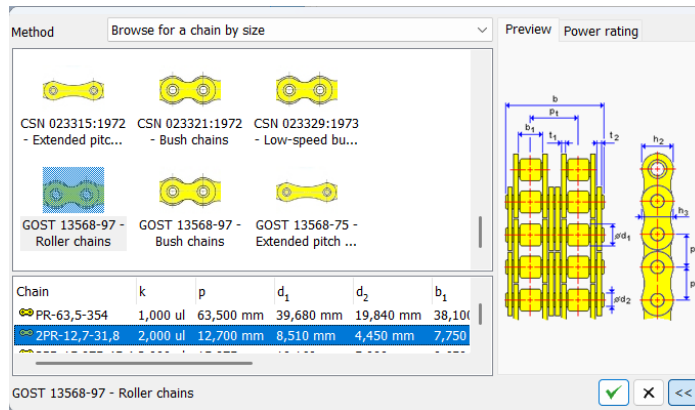 Method
Browse for a chain by size
Preview
Power rating
CSN 023315:1972
- Extended pitc...
CSN 023321:1972
- Bush chains
CSN 023329:1973
- Low-speed bu...
GOST 13568-97 -
Roller chains
GOST 13568-97 -
Bush chains
GOST 13568-75 -
Extended pitch ...
b
p1
b1
t1
t2
h2
h3
ød1
ød2
p
p
Chain k p d1 d2 b1
PR-63,5-354 1,000 ul 63,500 mm 39,680 mm 19,840 mm 38,100
2PR-12,7-31,8 2,000 ul 12,700 mm 8,510 mm 4,450 mm 7,750
GOST 13568-97 - Roller chains
<<